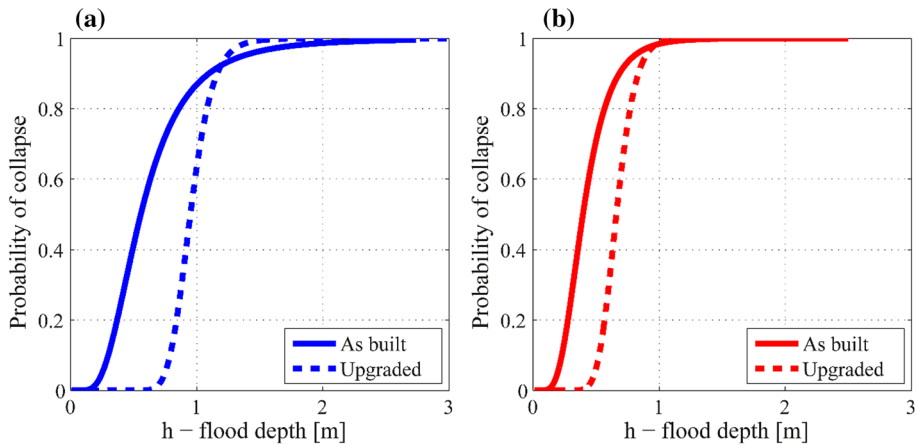 (a)
Probability of collapse
1
0.8
0.6
0.4
0.2
0
0 1 2 3
h − flood depth [m]
As built
Upgraded
(b)
Probability of collapse
1
0.8
0.6
0.4
0.2
0
0 1 2 3
h − flood depth [m]
As built
Upgraded